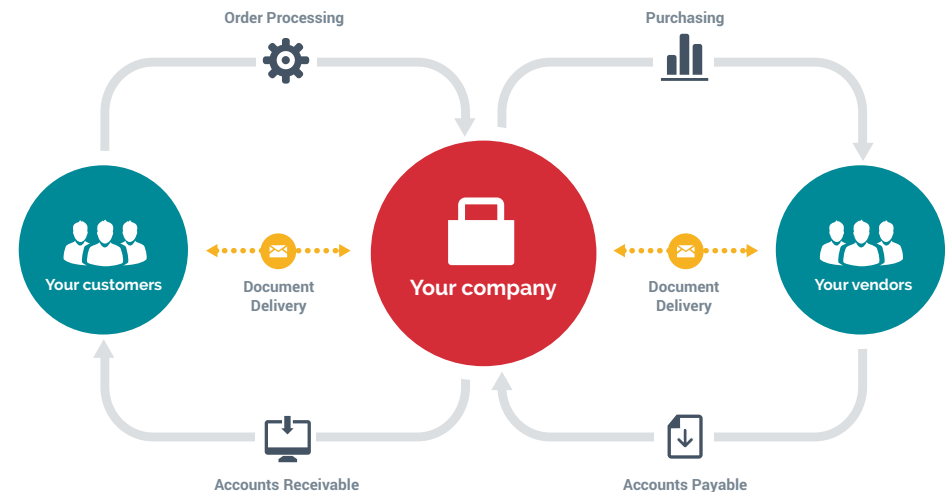 Order Processing
Purchasing
Your customers
Document
Delivery
Your company
Document
Delivery
Your vendors
Accounts Receivable
Accounts Payable